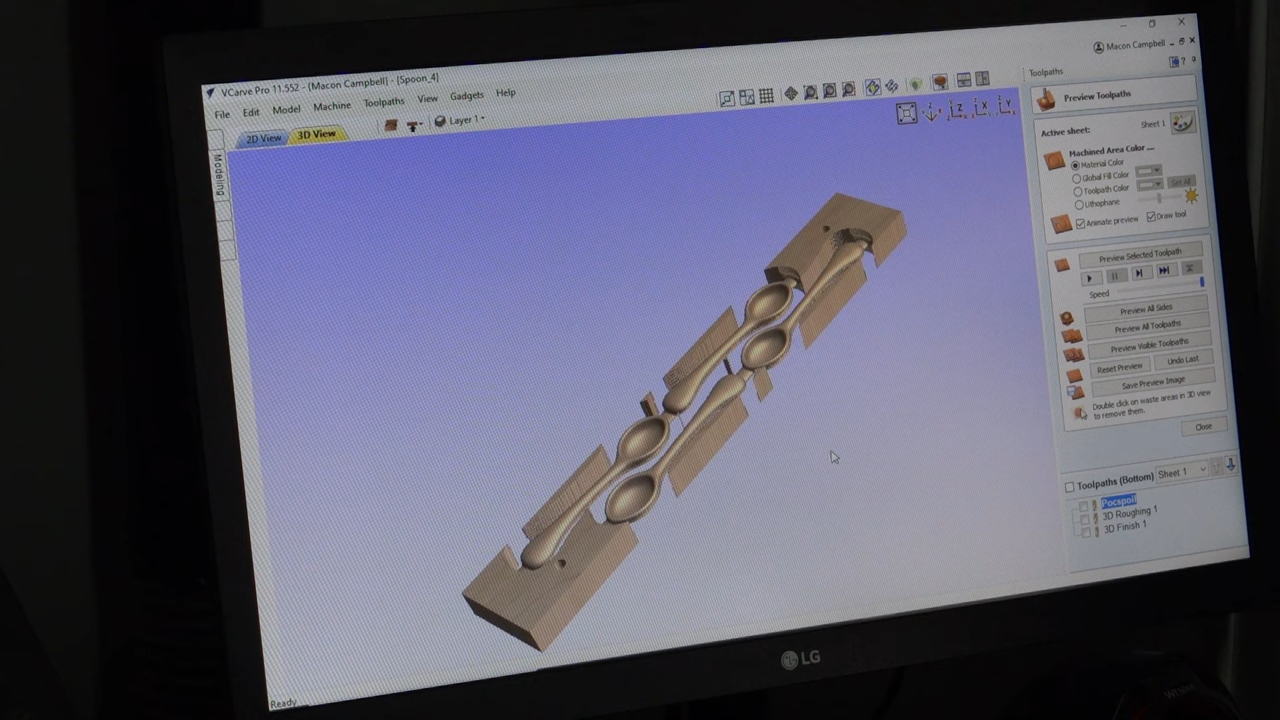 VCarve Pro 11.552 - {Macon Campbell} - [Spoon_4]
Macon Campbell
File Edit Model Machine Toolpaths View Gadgets Help
2D View 3D View Layer 1
Modeling
Z X Y
Toolpaths
Preview Toolpaths
Active sheet: Sheet 1
Machined Area Color ...
Material Color
Global Fill Color
Toolpath Color Set All
Lithophane
Animate preview Draw tool
Preview Selected Toolpath
Speed
Preview All Sides
Preview All Toolpaths
Preview Visible Toolpaths
Reset Preview Undo Last
Save Preview Image
Double click on waste areas in 3D view
to remove them.
Close
Toolpaths (Bottom) Sheet 1
Pocspoil
3D Roughing 1
3D Finish 1
Ready
LG